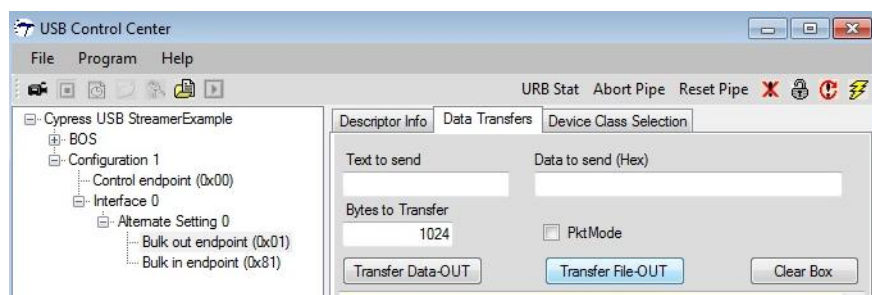 USB Control Center
File Program Help
URB Stat Abort Pipe Reset Pipe
Cypress USB StreamerExample
BOS
Configuration 1
Control endpoint (0x00)
Interface 0
Alternate Setting 0
Bulk out endpoint (0x01)
Bulk in endpoint (0x81)
Descriptor Info Data Transfers Device Class Selection
Text to send Data to send (Hex)
Bytes to Transfer
1024 PktMode
Transfer Data-OUT Transfer File-OUT Clear Box